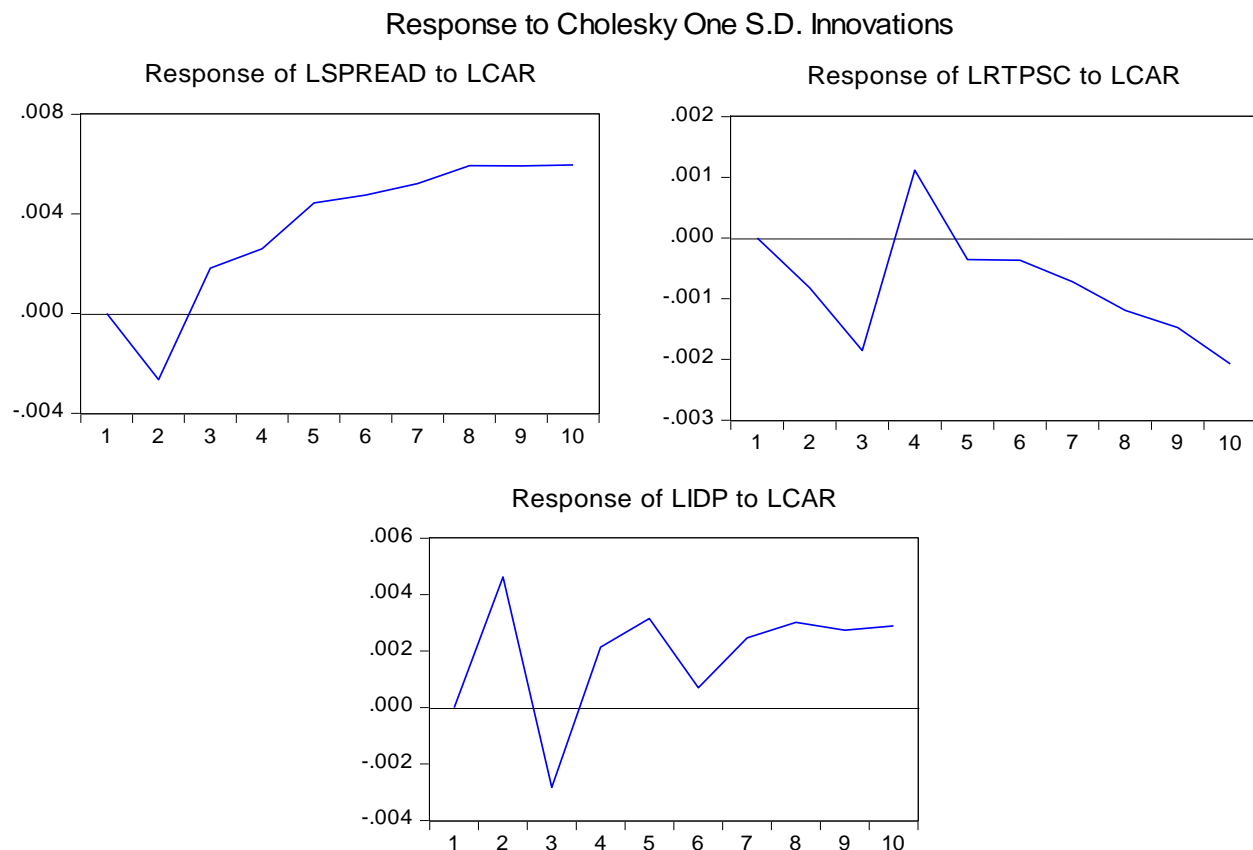 Response to Cholesky One S.D. Innovations
Response of LSPREAD to LCAR
.008
.004
.000
-.004
1 2 3 4 5 6 7 8 9 10
Response of LRTPSC to LCAR
.002
.001
.000
-.001
-.002
-.003
1 2 3 4 5 6 7 8 9 10
Response of LIDP to LCAR
.006
.004
.002
.000
-.002
-.004
1 2 3 4 5 6 7 8 9 10